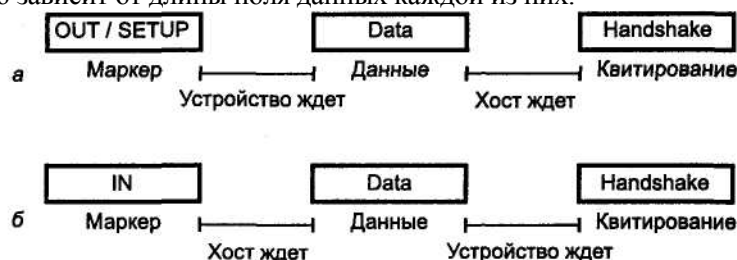 зависит от длины поля данных каждой из них.
OUT / SETUP Data Handshake
а Маркер Данные Квитирование
Устройство ждет Хост ждет
IN Data Handshake
б Маркер Данные Квитирование
Хост ждет Устройство ждет